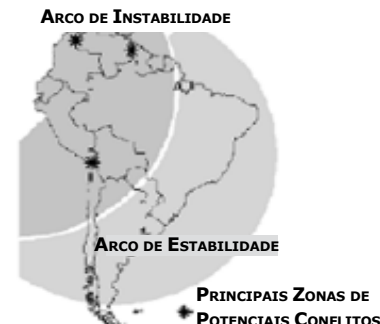 ARCO DE INSTABILIDADE
ARCO DE ESTABILIDADE
PRINCIPAIS ZONAS DE
POTENCIAIS CONFLITOS